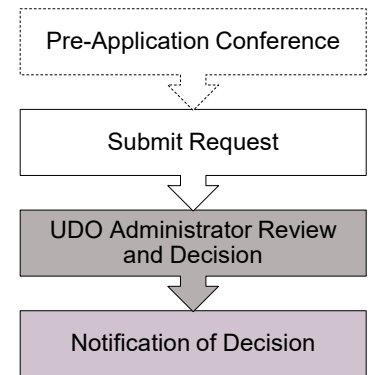 Pre-Application Conference
Submit Request
UDO Administrator Review
and Decision
Notification of Decision